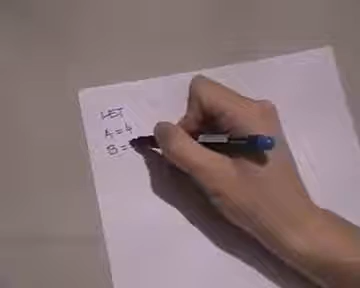 LET
A = 4
B =